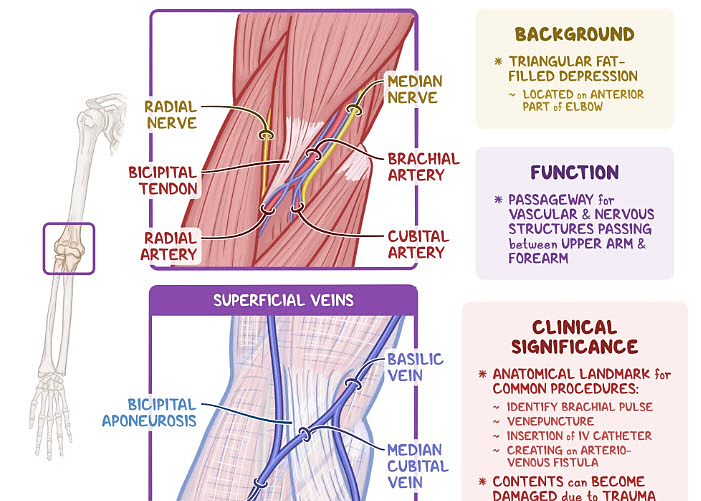 RADIAL
NERVE
MEDIAN
NERVE
BICIPITAL
TENDON
BRACHIAL
ARTERY
RADIAL
ARTERY
CUBITAL
ARTERY
SUPERFICIAL VEINS
BASILIC
VEIN
BICIPITAL
APONEUROSIS
MEDIAN
CUBITAL
VEIN
BACKGROUND
* TRIANGULAR FAT-
FILLED DEPRESSION
~ LOCATED on ANTERIOR
PART of ELBOW
FUNCTION
* PASSAGEWAY for
VASCULAR & NERVOUS
STRUCTURES PASSING
between UPPER ARM &
FOREARM
CLINICAL
SIGNIFICANCE
* ANATOMICAL LANDMARK for
COMMON PROCEDURES:
~ IDENTIFY BRACHIAL PULSE
~ VENEPUNCTURE
~ INSERTION of IV CATHETER
~ CREATING an ARTERIO-
VENOUS FISTULA
* CONTENTS can BECOME
DAMAGED due to TRAUMA